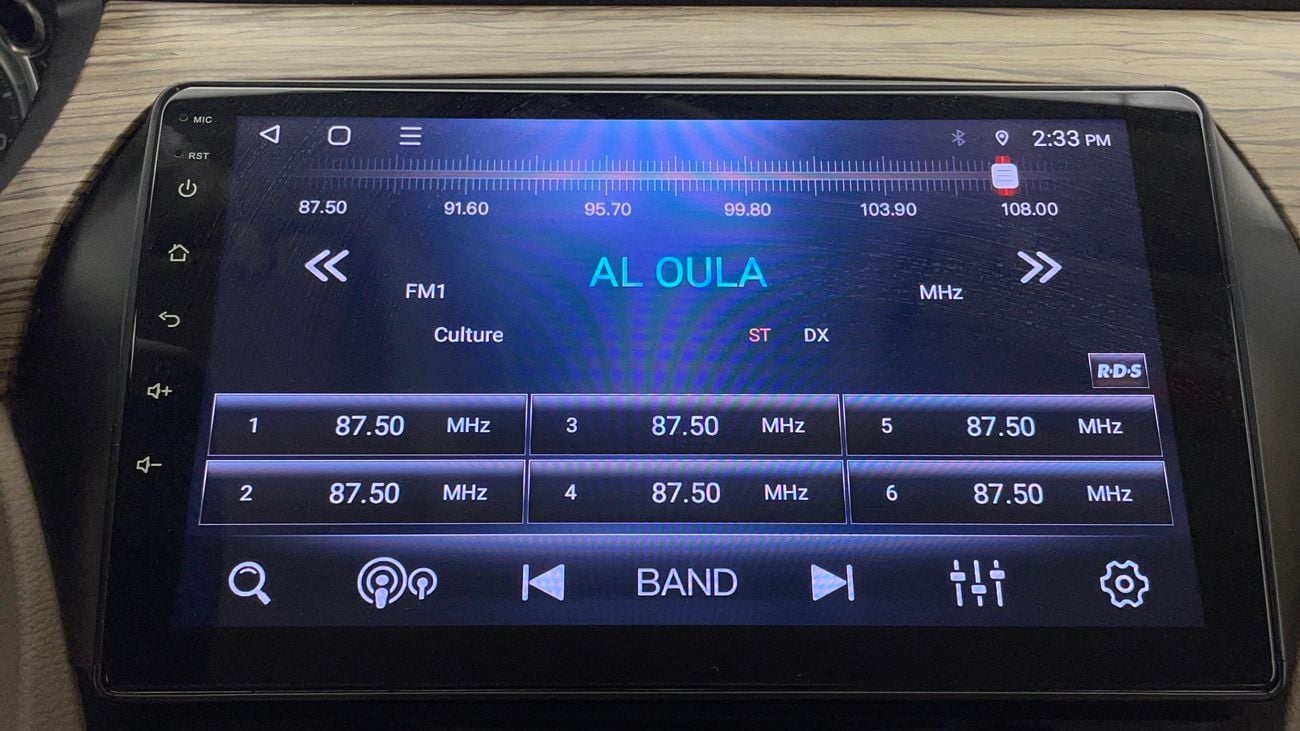 MIC
RST
2:33 PM
87.50 91.60 95.70 99.80 103.90 108.00
AL OULA
FM1 MHz
Culture ST DX
R·D·S
1 87.50 MHz 3 87.50 MHz 5 87.50 MHz
2 87.50 MHz 4 87.50 MHz 6 87.50 MHz
BAND